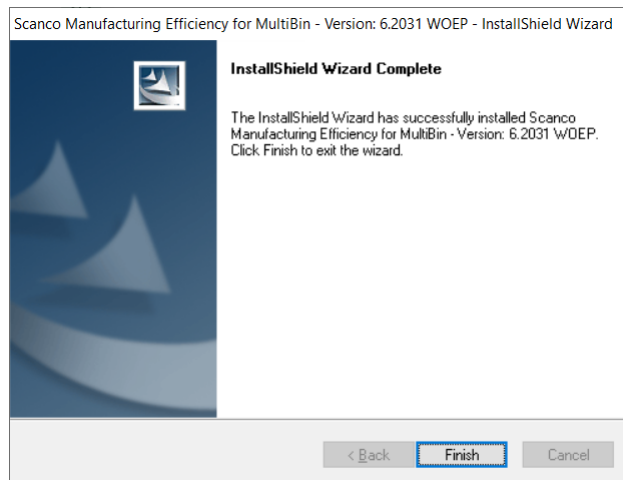 Scanco Manufacturing Efficiency for MultiBin - Version: 6.2031 WOEP - InstallShield Wizard
InstallShield Wizard Complete
The InstallShield Wizard has successfully installed Scanco
Manufacturing Efficiency for MultiBin - Version: 6.2031 WOEP.
Click Finish to exit the wizard.
< Back
Finish
Cancel